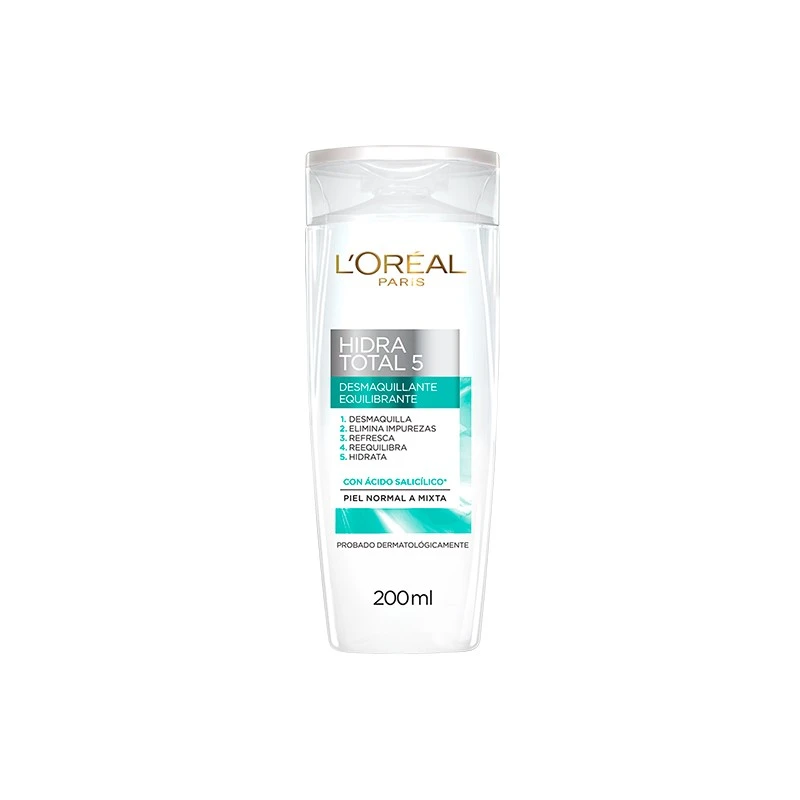 L'ORÉAL
PARIS
HIDRA
TOTAL 5
DESMAQUILLANTE
EQUILIBRANTE
1. DESMAQUILLA
2. ELIMINA IMPUREZAS
3. REFRESCA
4. REEQUILIBRA
5. HIDRATA
CON ÁCIDO SALICÍLICO*
PIEL NORMAL A MIXTA
PROBADO DERMATOLÓGICAMENTE
200ml